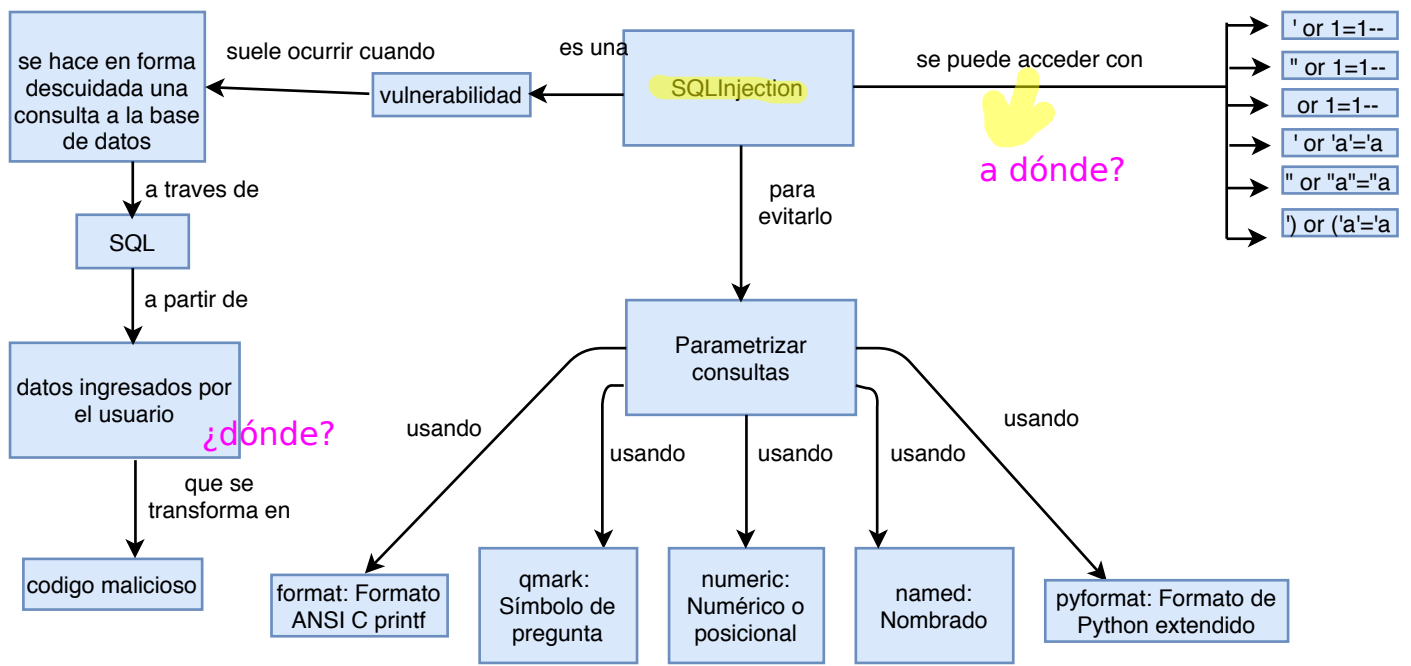 se hace en forma
descuidada una
consulta a la base
de datos
suele ocurrir cuando
vulnerabilidad
es una
SQLInjection
se puede acceder con
a dónde?
' or 1=1--
" or 1=1--
or 1=1--
' or 'a'='a
" or "a"="a
') or ('a'='a
a traves de
SQL
a partir de
datos ingresados por
el usuario
¿dónde?
que se
transforma en
codigo malicioso
para
evitarlo
Parametrizar
consultas
usando
usando
usando
usando
usando
format: Formato
ANSI C printf
qmark:
Símbolo de
pregunta
numeric:
Numérico o
posicional
named:
Nombrado
pyformat: Formato de
Python extendido